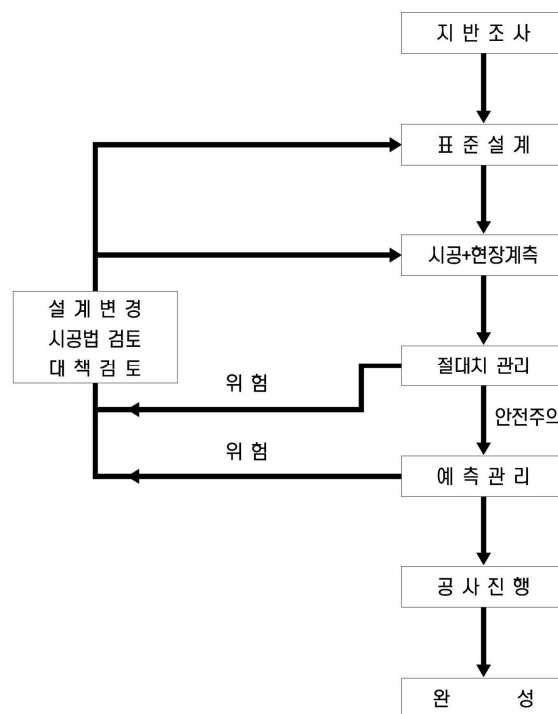 지 반 조 사
표 준 설 계
시공+현장계측
설 계 변 경
시공법 검토
대 책 검 토
절대치 관리
위 험
안전주의
위 험
예 측 관 리
공 사 진 행
완 성